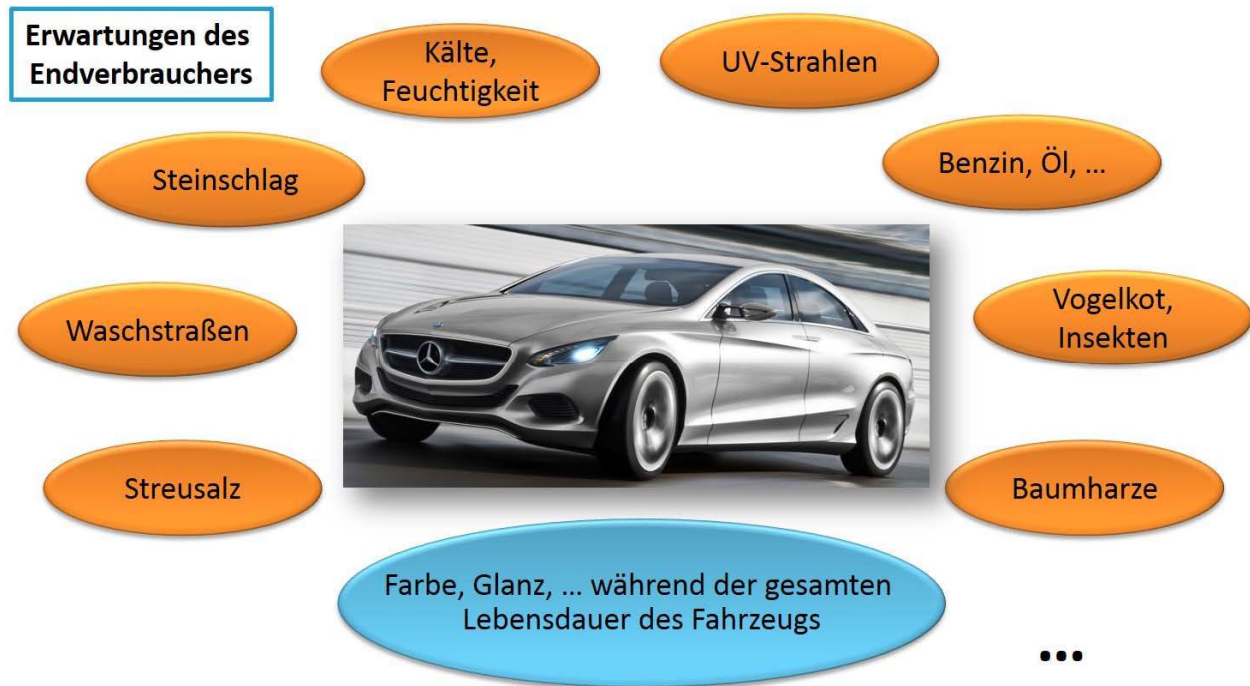 Erwartungen des
Endverbrauchers
Kälte,
Feuchtigkeit
UV-Strahlen
Steinschlag
Benzin, Öl, ...
Waschstraßen
Vogelkot,
Insekten
Streusalz
Baumharze
Farbe, Glanz, ... während der gesamten
Lebensdauer des Fahrzeugs
...